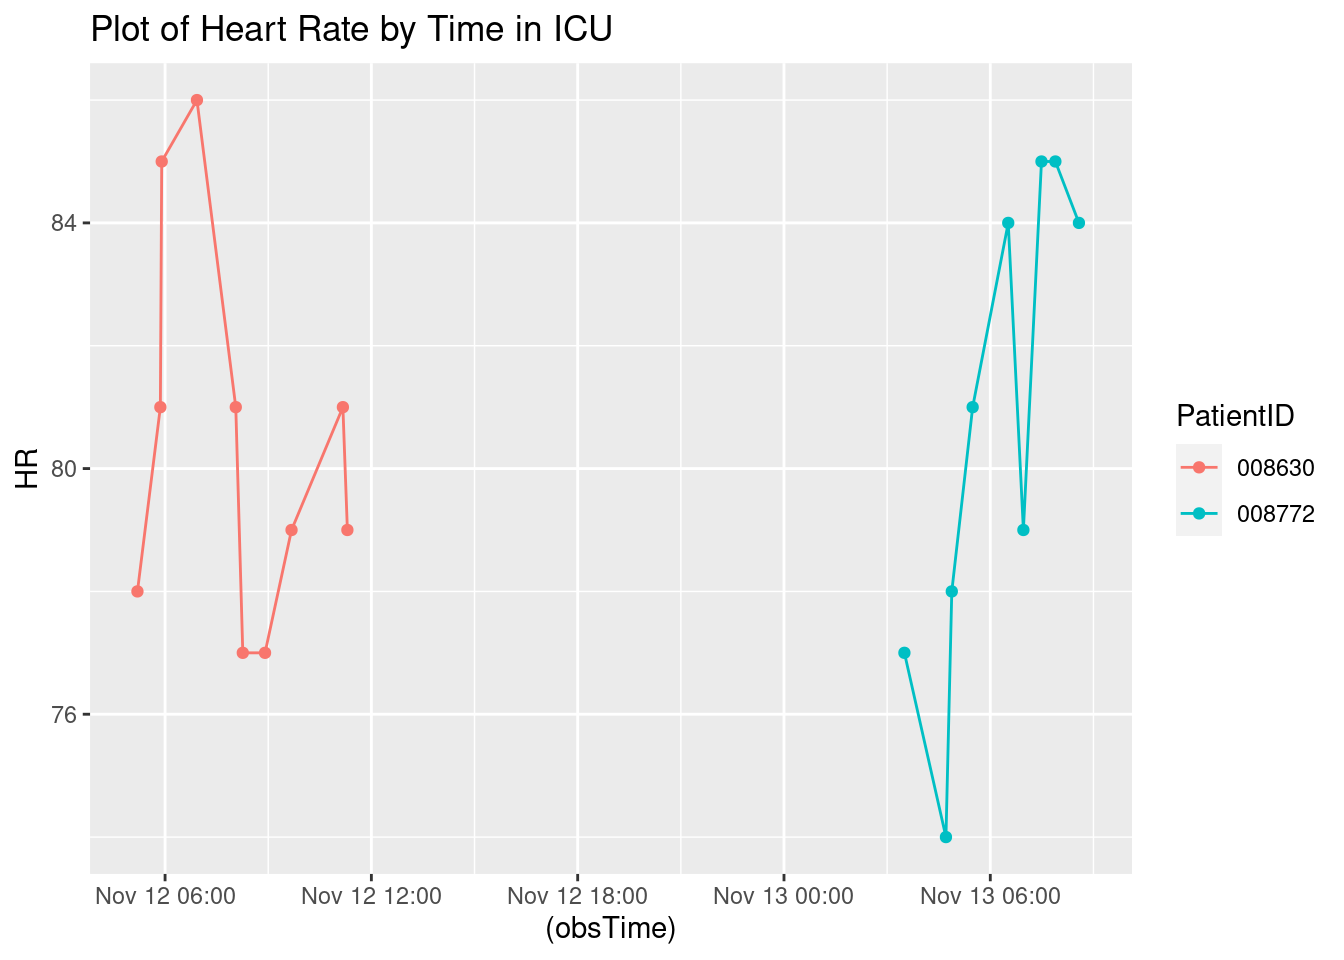 Plot of Heart Rate by Time in ICU
HR
84
80
76
Nov 12 06:00 Nov 12 12:00 Nov 12 18:00 Nov 13 00:00 Nov 13 06:00
(obsTime)
PatientID
008630
008772